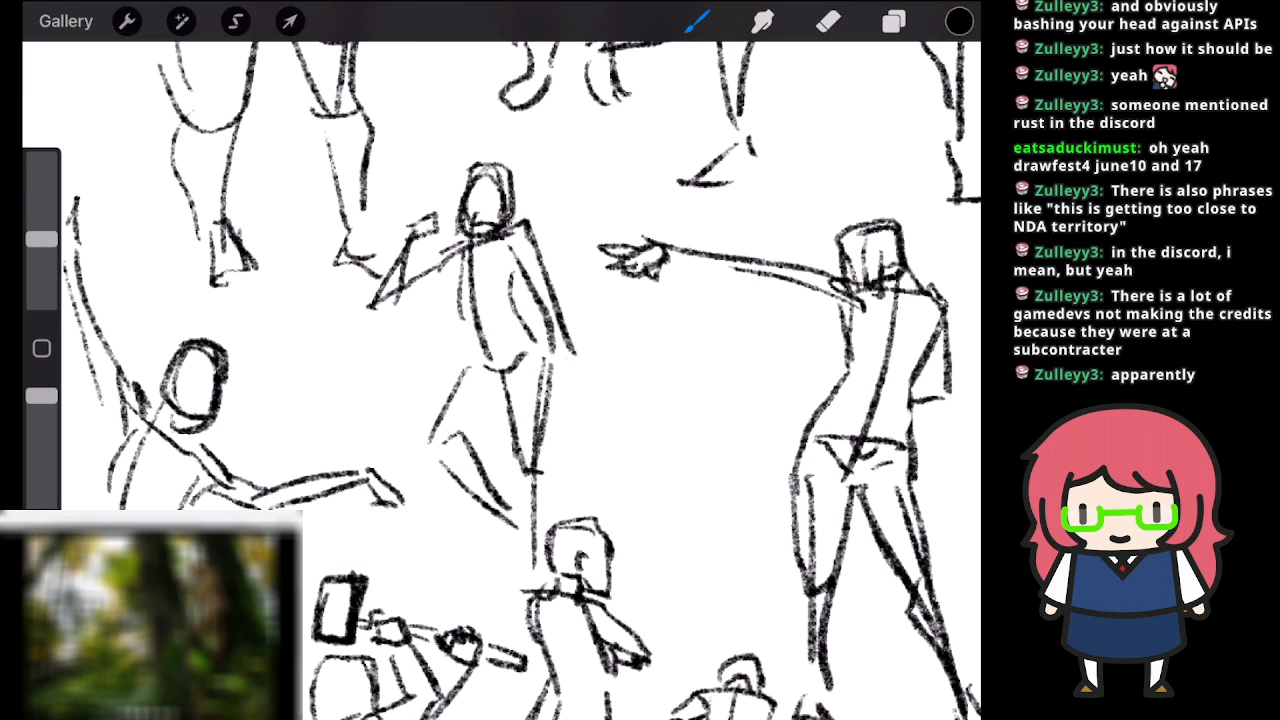 Gallery
Zulleyy3: and obviously
bashing your head against APIs
Zulleyy3: just how it should be
Zulleyy3: yeah
Zulleyy3: someone mentioned
rust in the discord
eatsaduckimust: oh yeah
drawfest4 june10 and 17
Zulleyy3: There is also phrases
like "this is getting too close to
NDA territory"
Zulleyy3: in the discord, i
mean, but yeah
Zulleyy3: There is a lot of
gamedevs not making the credits
because they were at a
subcontracter
Zulleyy3: apparently